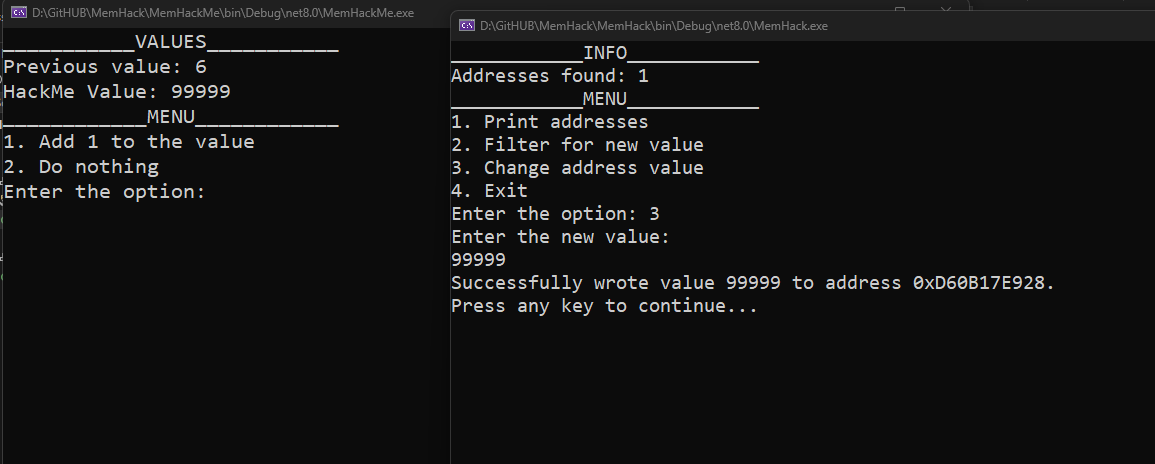 D:\GitHUB\MemHack\MemHackMe\bin\Debug\net8.0\MemHackMe.exe
___________VALUES___________
Previous value: 6
HackMe Value: 99999
____________MENU____________
1. Add 1 to the value
2. Do nothing
Enter the option:
D:\GitHUB\MemHack\MemHack\bin\Debug\net8.0\MemHack.exe
____________INFO____________
Addresses found: 1
____________MENU____________
1. Print addresses
2. Filter for new value
3. Change address value
4. Exit
Enter the option: 3
Enter the new value:
99999
Successfully wrote value 99999 to address 0xD60B17E928.
Press any key to continue...